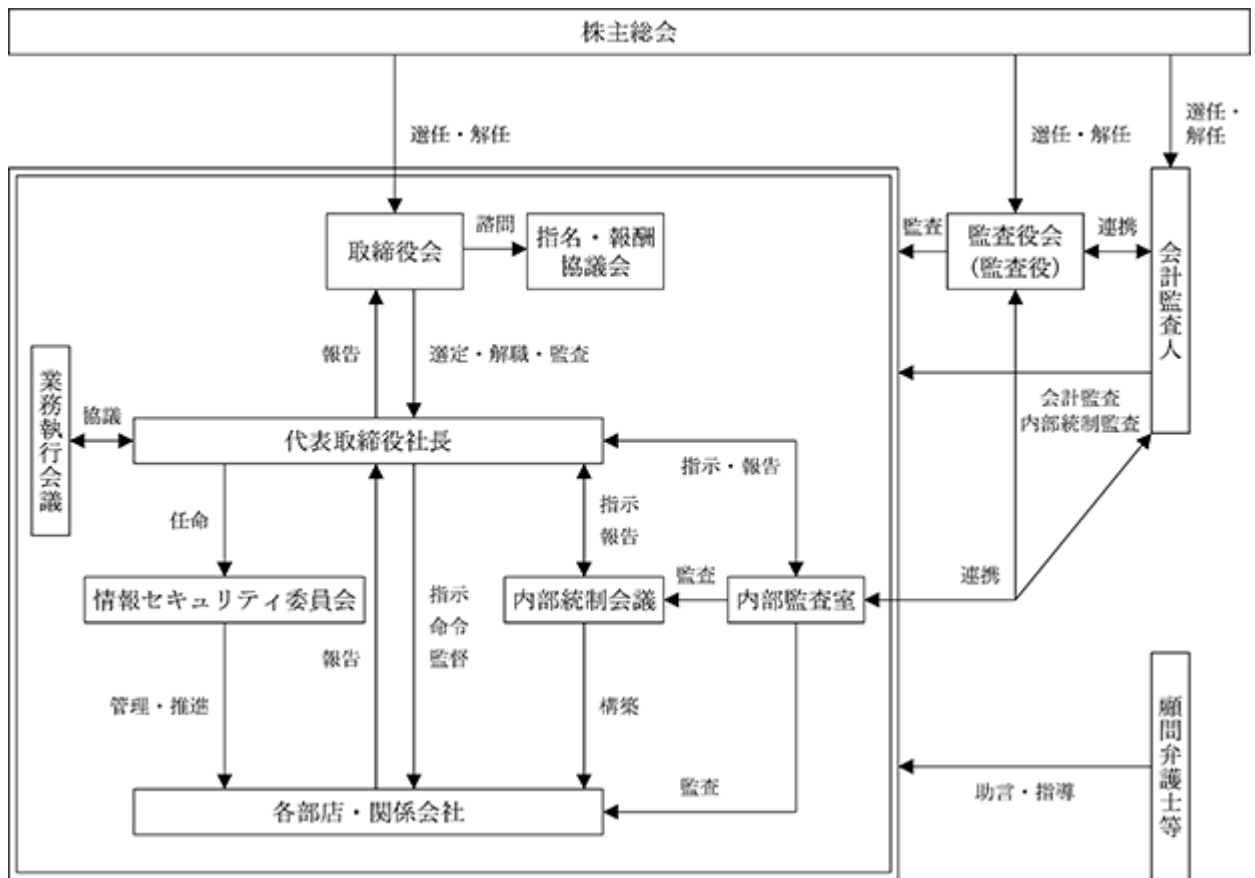 株主総会
選任・解任
選任・解任
選任・
解任
取締役会
諮問
指名・報酬
協議会
監査
監査役会
(監査役)
連携
会計監査人
報告
選定・解職・監査
会計監査
内部統制監査
業務執行会議
協議
代表取締役社長
指示・報告
任命
指示
報告
情報セキュリティ委員会
指示
命令
監督
報告
内部統制会議
監査
内部監査室
連携
管理・推進
構築
監査
各部店・関係会社
顧問弁護士等
助言・指導